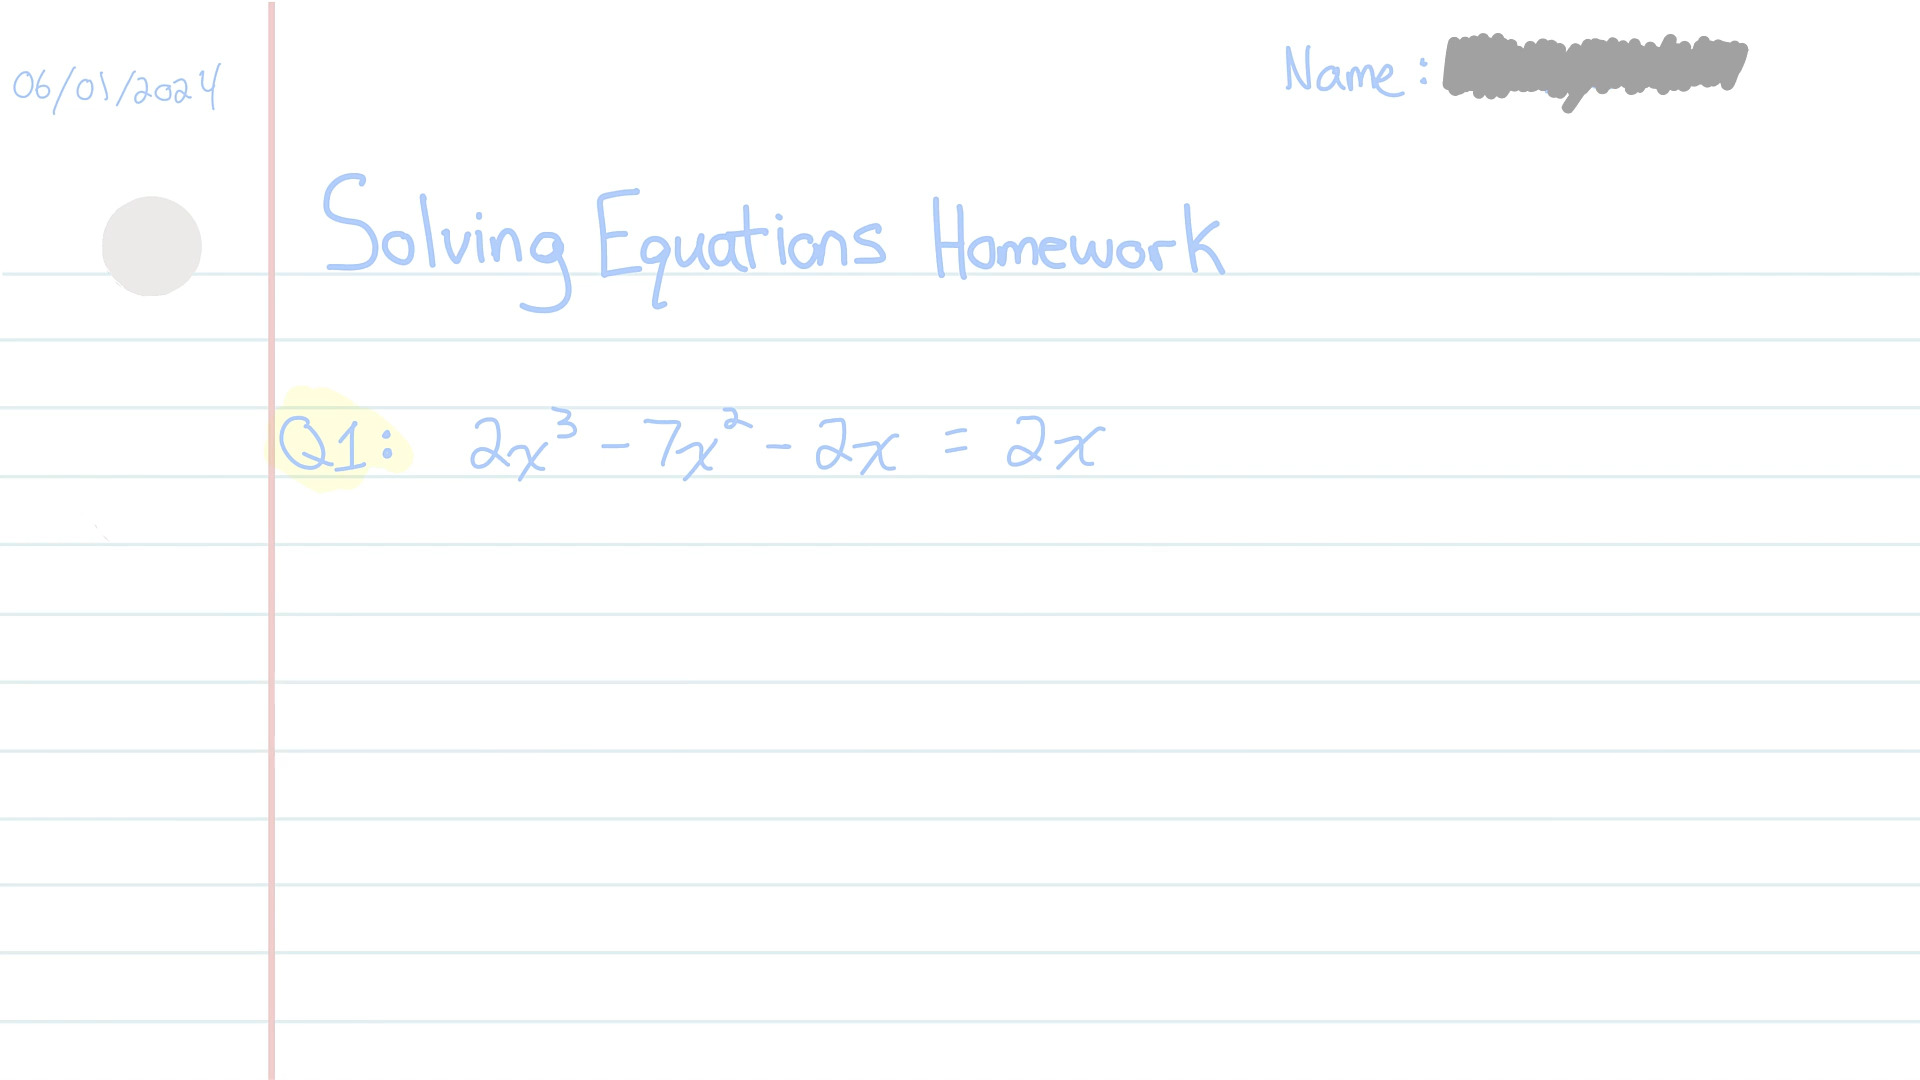 06/01/2024
Name:
Solving Equations Homework
Q1: 2x³ - 7x² - 2x = 2x